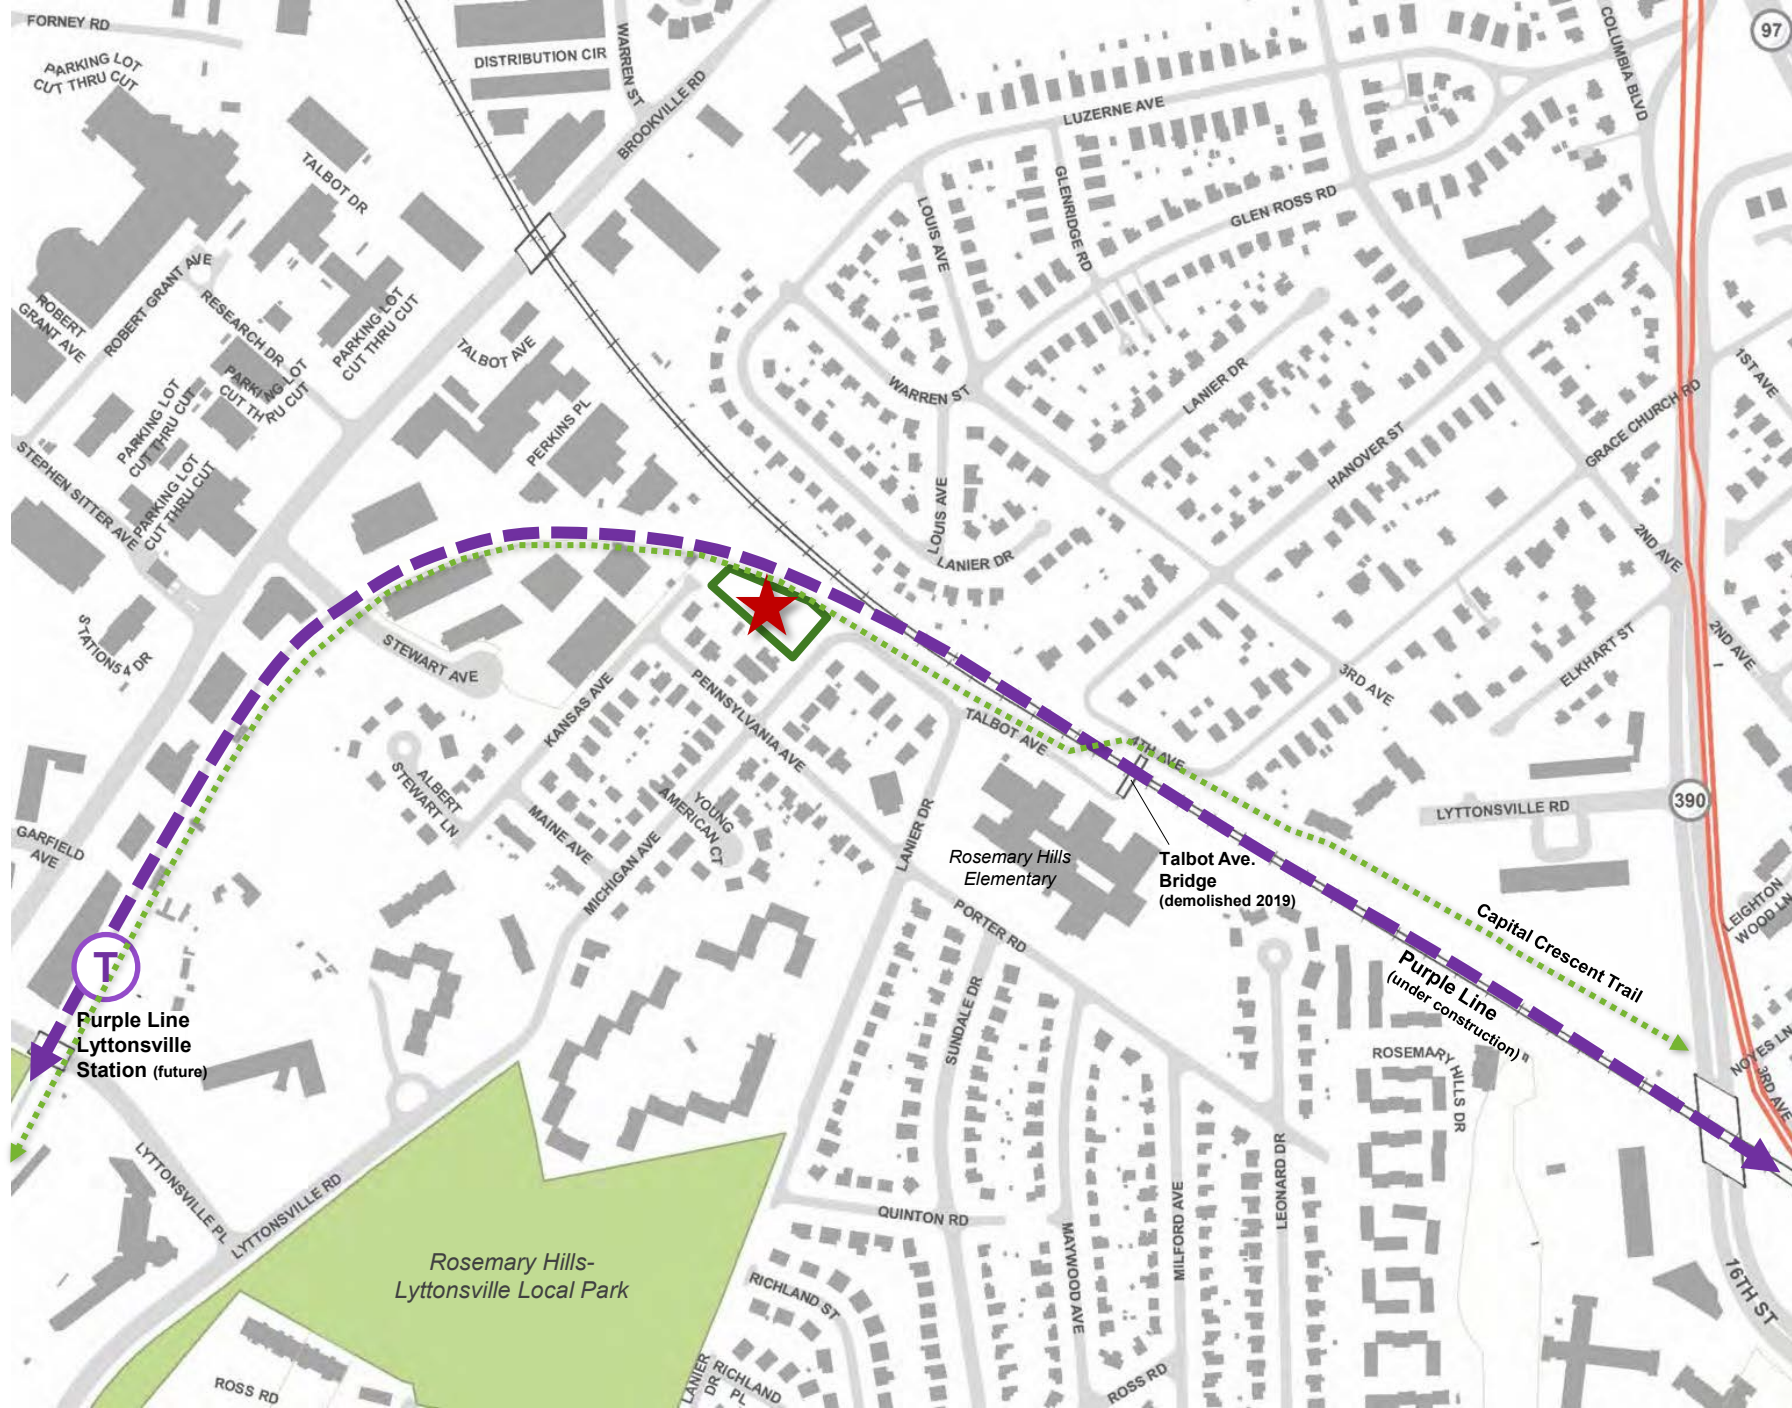 FORNEY RD
PARKING LOT
CUT THRU CUT
DISTRIBUTION CIR
WARREN ST
BROOKVILLE RD
COLUMBIA BLVD
97
LUZERNE AVE
TALBOT DR
GLENRIDGE RD
GLEN ROSS RD
LOUIS AVE
ROBERT GRANT AVE
ROBERT
GRANT AVE
RESEARCH DR
PARKING LOT
CUT THRU CUT
TALBOT AVE
PARKING LOT
CUT THRU CUT
PARKING LOT
CUT THRU CUT
PERKINS PL
WARREN ST
LANIER DR
1ST AVE
GRACE CHURCH RD
HANOVER ST
STEPHEN SITTER AVE
PARKING LOT
CUT THRU CUT
LOUIS AVE
LANIER DR
2ND AVE
2ND AVE
STATION54 DR
STEWART AVE
KANSAS AVE
PENNSYLVANIA AVE
3RD AVE
ELKHART ST
TALBOT AVE
4TH AVE
ALBERT
STEWART LN
YOUNG
AMERICAN CT
MAINE AVE
MICHIGAN AVE
LANIER DR
LYTTONSVILLE RD
390
GARFIELD
AVE
Rosemary Hills
Elementary
Talbot Ave.
Bridge
(demolished 2019)
PORTER RD
LEIGHTON
WOOD LN
Capital Crescent Trail
Purple Line
(under construction)
T
Purple Line
Lyttonsville
Station (future)
SUNDALE DR
ROSEMARY HILLS DR
NOYES LN
3RD AVE
LYTTONSVILLE PL
LYTTONSVILLE RD
LEONARD DR
QUINTON RD
MAYWOOD AVE
MILFORD AVE
Rosemary Hills-
Lyttonsville Local Park
RICHLAND ST
16TH ST
ROSS RD
LANIER
DR
RICHLAND
PL
ROSS RD